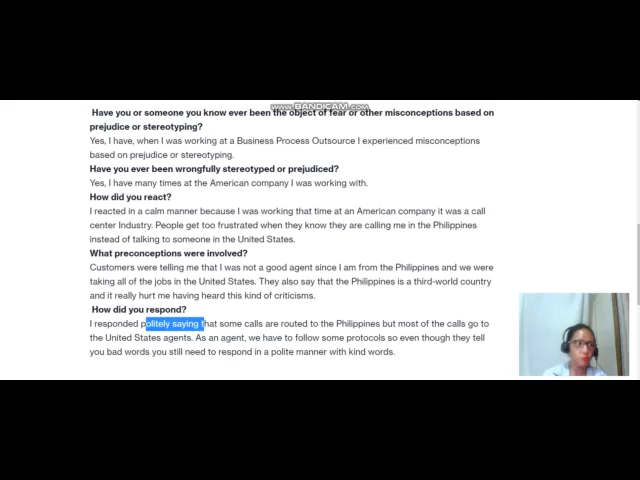 www.BANDICAM.com
Have you or someone you know ever been the object of fear or other misconceptions based on
prejudice or stereotyping?
Yes, I have, when I was working at a Business Process Outsource I experienced misconceptions
based on prejudice or stereotyping.
Have you ever been wrongfully stereotyped or prejudiced?
Yes, I have many times at the American company I was working with.
How did you react?
I reacted in a calm manner because I was working that time at an American company it was a call
center Industry. People get too frustrated when they know they are calling me in the Philippines
instead of talking to someone in the United States.
What preconceptions were involved?
Customers were telling me that I was not a good agent since I am from the Philippines and we were
taking all of the jobs in the United States. They also say that the Philippines is a third-world country
and it really hurt me having heard this kind of criticisms.
How did you respond?
I responded politely saying that some calls are routed to the Philippines but most of the calls go to
the United States agents. As an agent, we have to follow some protocols so even though they tell
you bad words you still need to respond in a polite manner with kind words.